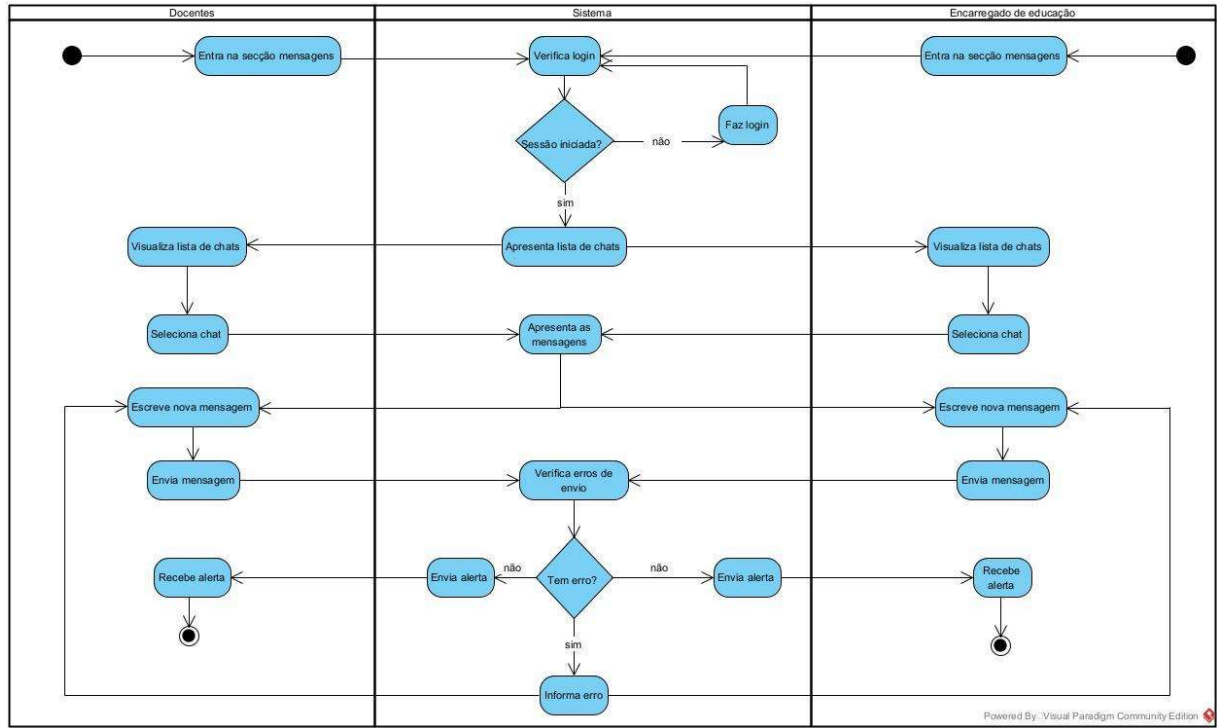 Docentes
Sistema
Encarregado de educação
Entra na secção mensagens
Verifica login
Entra na secção mensagens
Faz login
Sessão iniciada?
não
sim
Visualiza lista de chats
Apresenta lista de chats
Visualiza lista de chats
Seleciona chat
Apresenta as
mensagens
Seleciona chat
Escreve nova mensagem
Escreve nova mensagem
Envia mensagem
Verifica erros de
envio
Envia mensagem
Recebe alerta
Envia alerta
não
Tem erro?
não
Envia alerta
Recebe
alerta
sim
Informa erro
Powered By: Visual Paradigm Community Edition